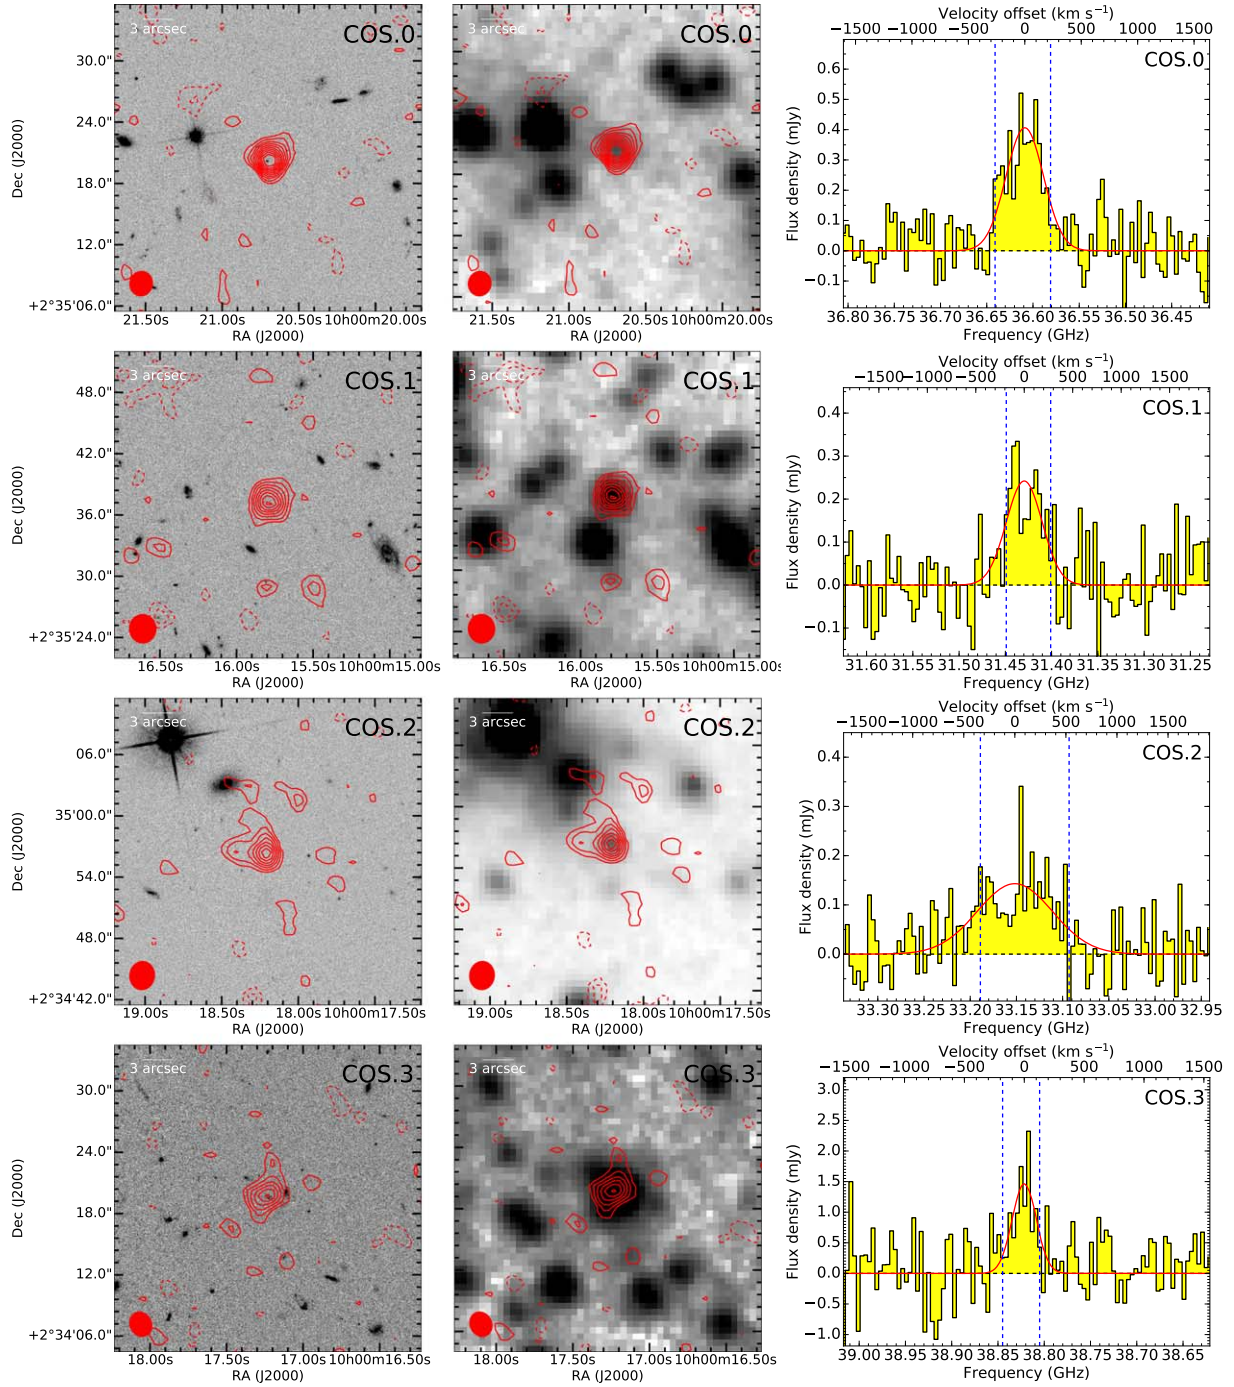 Velocity offset (km s⁻¹)
−1500 −1000 −500 0 500 1000 1500
3 arcsec COS.0
3 arcsec COS.0
COS.0
Dec (J2000)
30.0"
24.0"
18.0"
12.0"
+2°35'06.0"
21.50s 21.00s 20.50s 10h00m20.00s
RA (J2000)
21.50s 21.00s 20.50s 10h00m20.00s
RA (J2000)
Flux density (mJy)
0.6
0.5
0.4
0.3
0.2
0.1
0.0
−0.1
36.80 36.75 36.70 36.65 36.60 36.55 36.50 36.45
Frequency (GHz)
Velocity offset (km s⁻¹)
−1500 −1000 −500 0 500 1000 1500
3 arcsec COS.1
3 arcsec COS.1
COS.1
Dec (J2000)
48.0"
42.0"
36.0"
30.0"
+2°35'24.0"
16.50s 16.00s 15.50s 10h00m15.00s
RA (J2000)
16.50s 16.00s 15.50s 10h00m15.00s
RA (J2000)
Flux density (mJy)
0.4
0.3
0.2
0.1
0.0
−0.1
31.60 31.55 31.50 31.45 31.40 31.35 31.30 31.25
Frequency (GHz)
Velocity offset (km s⁻¹)
−1500 −1000 −500 0 500 1000 1500
3 arcsec COS.2
3 arcsec COS.2
COS.2
Dec (J2000)
06.0"
35'00.0"
54.0"
48.0"
+2°34'42.0"
19.00s 18.50s 18.00s 10h00m17.50s
RA (J2000)
19.00s 18.50s 18.00s 10h00m17.50s
RA (J2000)
Flux density (mJy)
0.4
0.3
0.2
0.1
0.0
33.30 33.25 33.20 33.15 33.10 33.05 33.00 32.95
Frequency (GHz)
Velocity offset (km s⁻¹)
−1500 −1000 −500 0 500 1000 1500
3 arcsec COS.3
3 arcsec COS.3
COS.3
Dec (J2000)
30.0"
24.0"
18.0"
12.0"
+2°34'06.0"
18.00s 17.50s 17.00s 10h00m16.50s
RA (J2000)
18.00s 17.50s 17.00s 10h00m16.50s
RA (J2000)
Flux density (mJy)
3.0
2.5
2.0
1.5
1.0
0.5
0.0
−0.5
−1.0
39.00 38.95 38.90 38.85 38.80 38.75 38.70 38.65
Frequency (GHz)